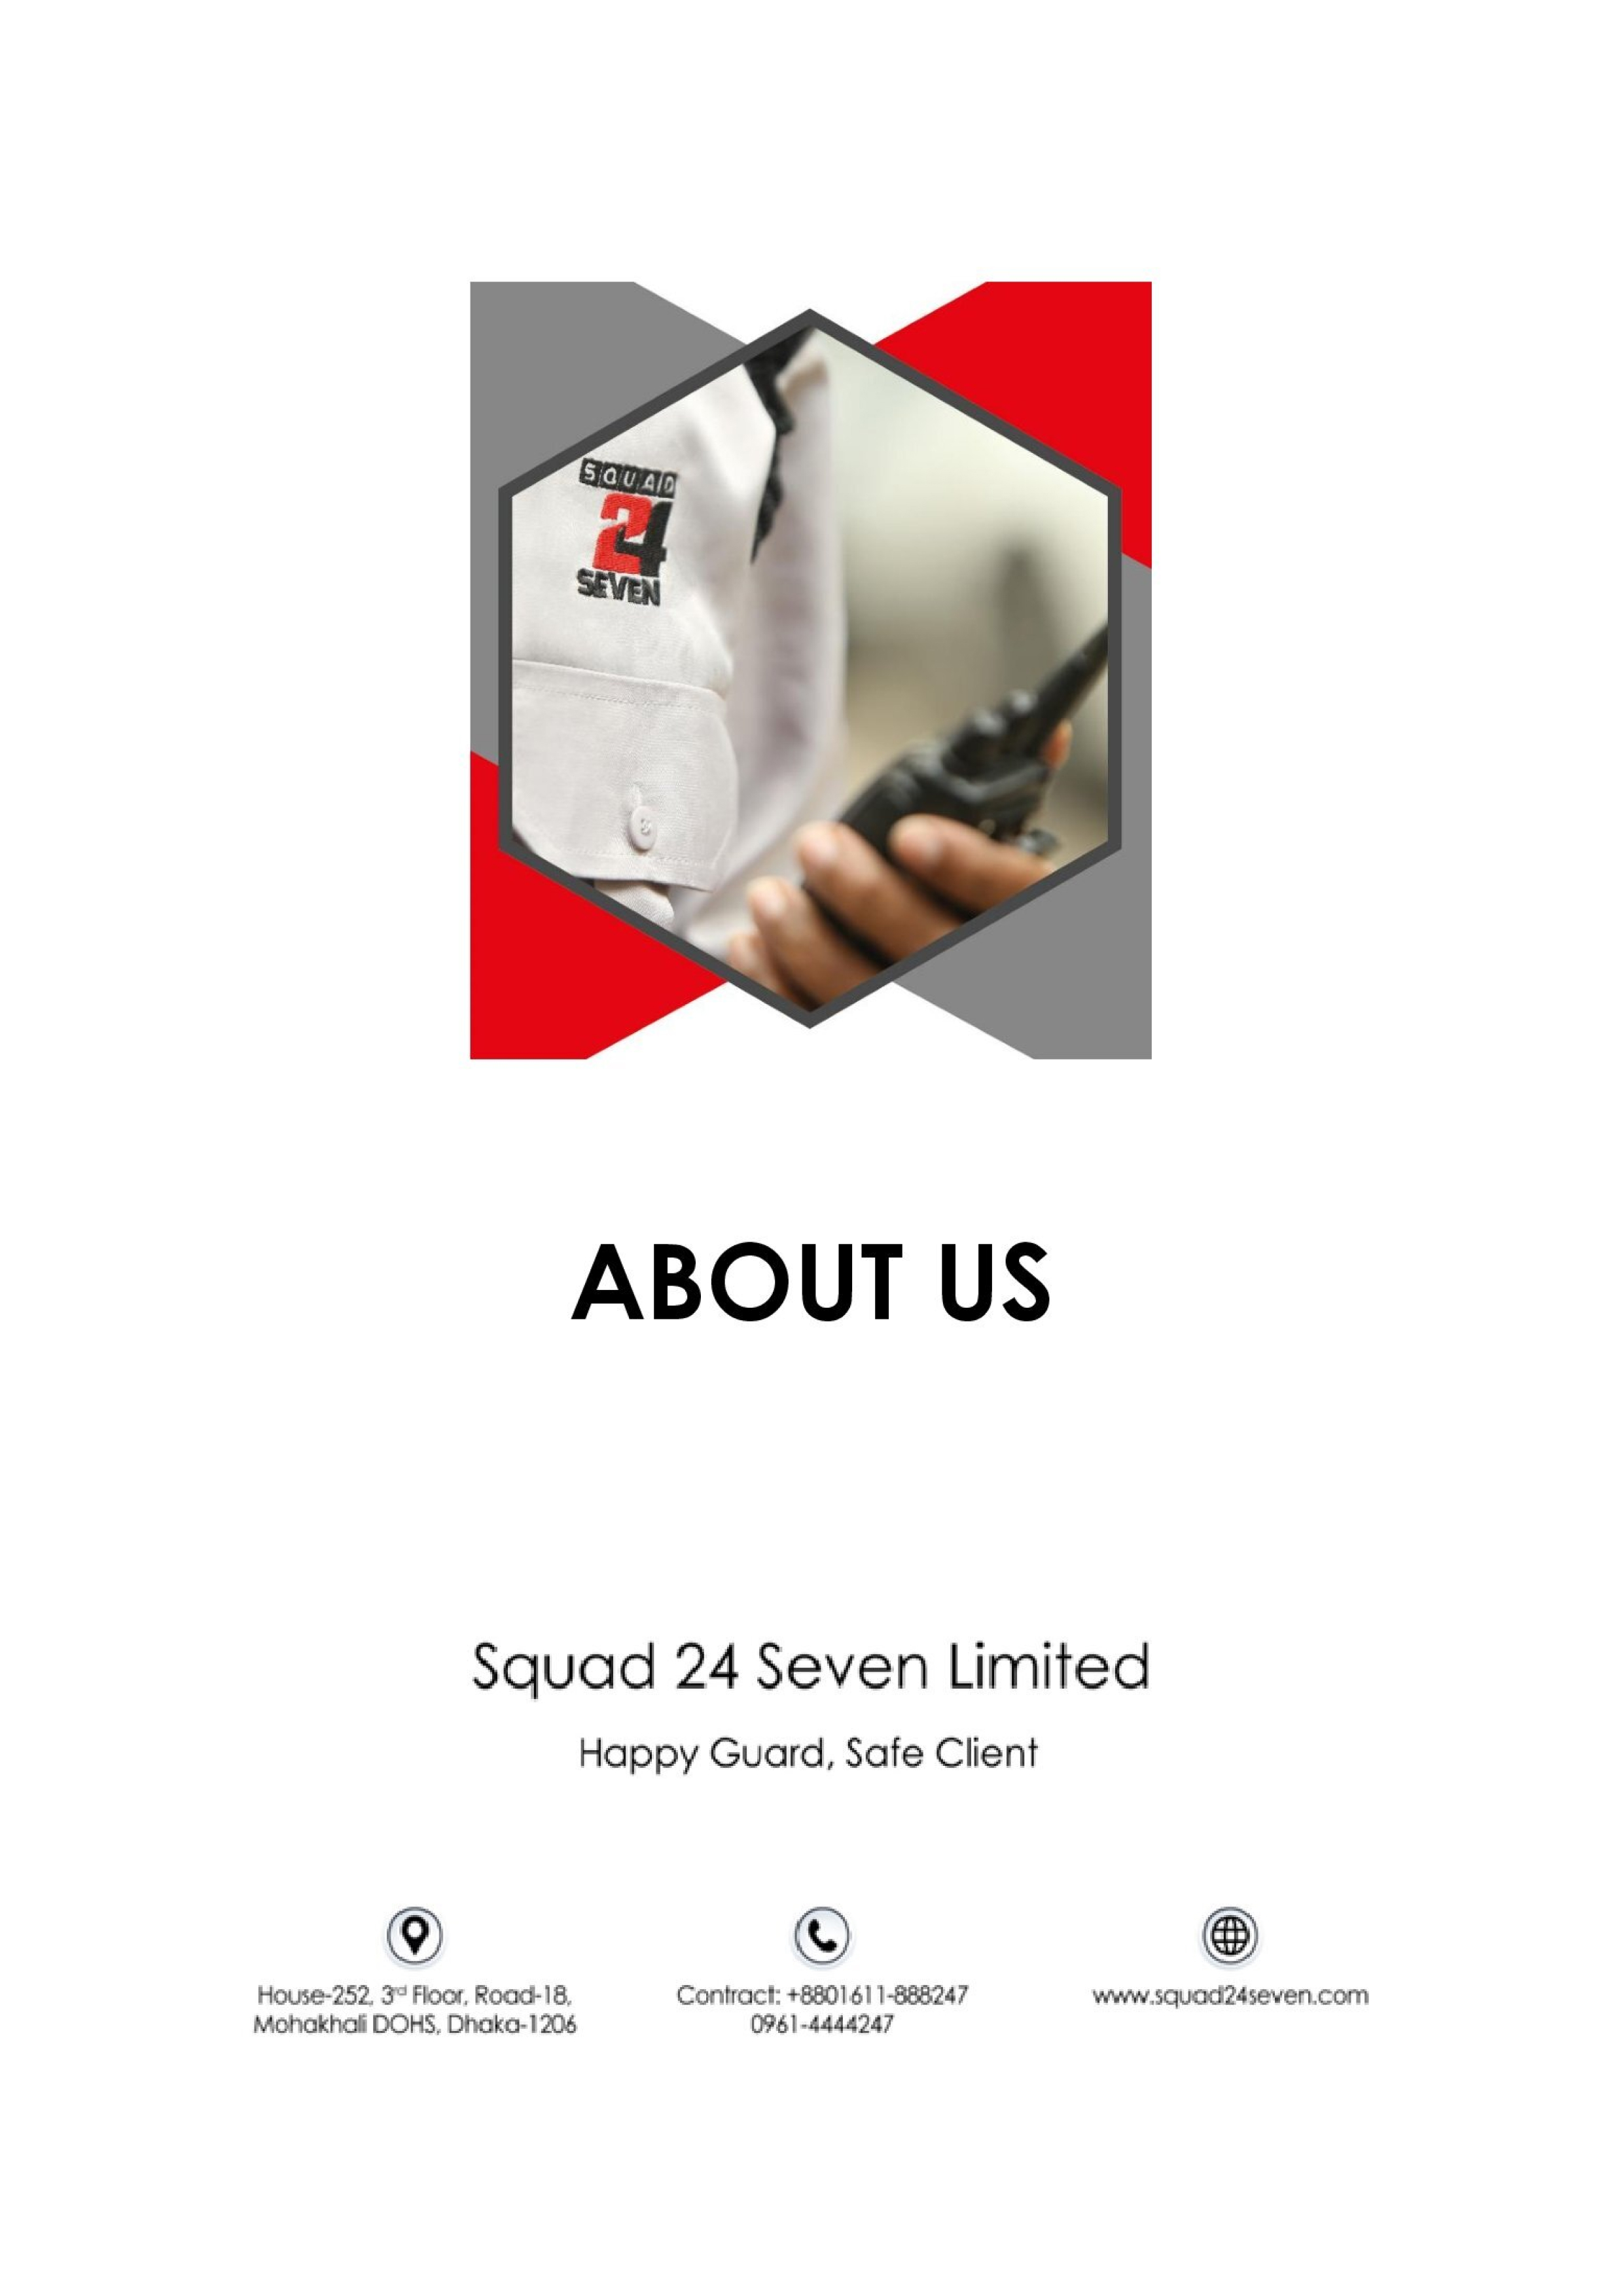 SQUAD
24
SEVEN
ABOUT US
Squad 24 Seven Limited
Happy Guard, Safe Client
House-252, 3rd Floor, Road-18,
Mohakhali DOHS, Dhaka-1206
Contract: +8801611-888247
0961-4444247
www.squad24seven.com